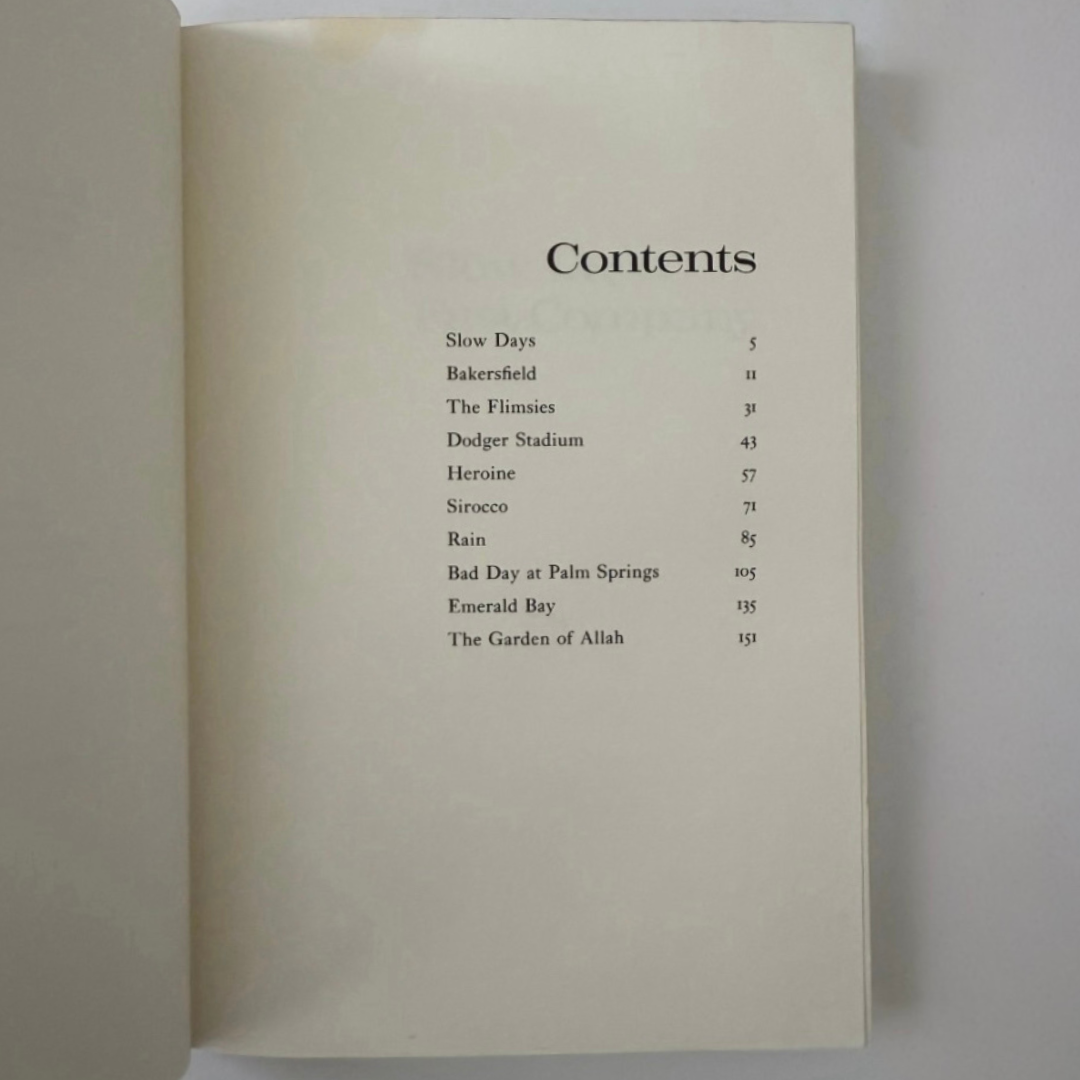 Contents
Slow Days 5
Bakersfield 11
The Flimsies 31
Dodger Stadium 43
Heroine 57
Sirocco 71
Rain 85
Bad Day at Palm Springs 105
Emerald Bay 135
The Garden of Allah 151